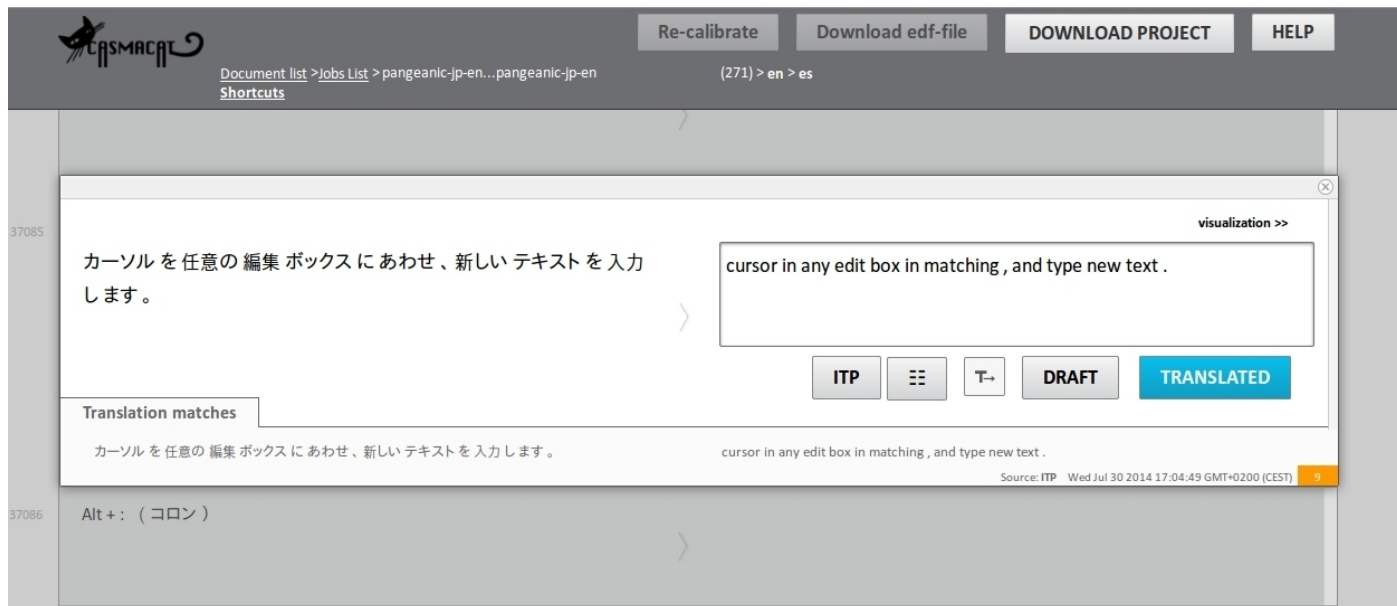 CASMACAT
Re-calibrate
Download edf-file
DOWNLOAD PROJECT
HELP
Document list >Jobs List > pangeanic-jp-en...pangeanic-jp-en
(271) > en > es
Shortcuts
37085
visualization >>
カーソル を 任意の 編集 ボックス に あわせ 、新しい テキスト を 入力
し ます 。
cursor in any edit box in matching , and type new text .
ITP
T→
DRAFT
TRANSLATED
Translation matches
カーソル を 任意の 編集 ボックス に あわせ 、新しい テキスト を 入力 し ます 。
cursor in any edit box in matching , and type new text .
Source: ITP Wed Jul 30 2014 17:04:49 GMT+0200 (CEST) 9
37086
Alt + : ( コロン )